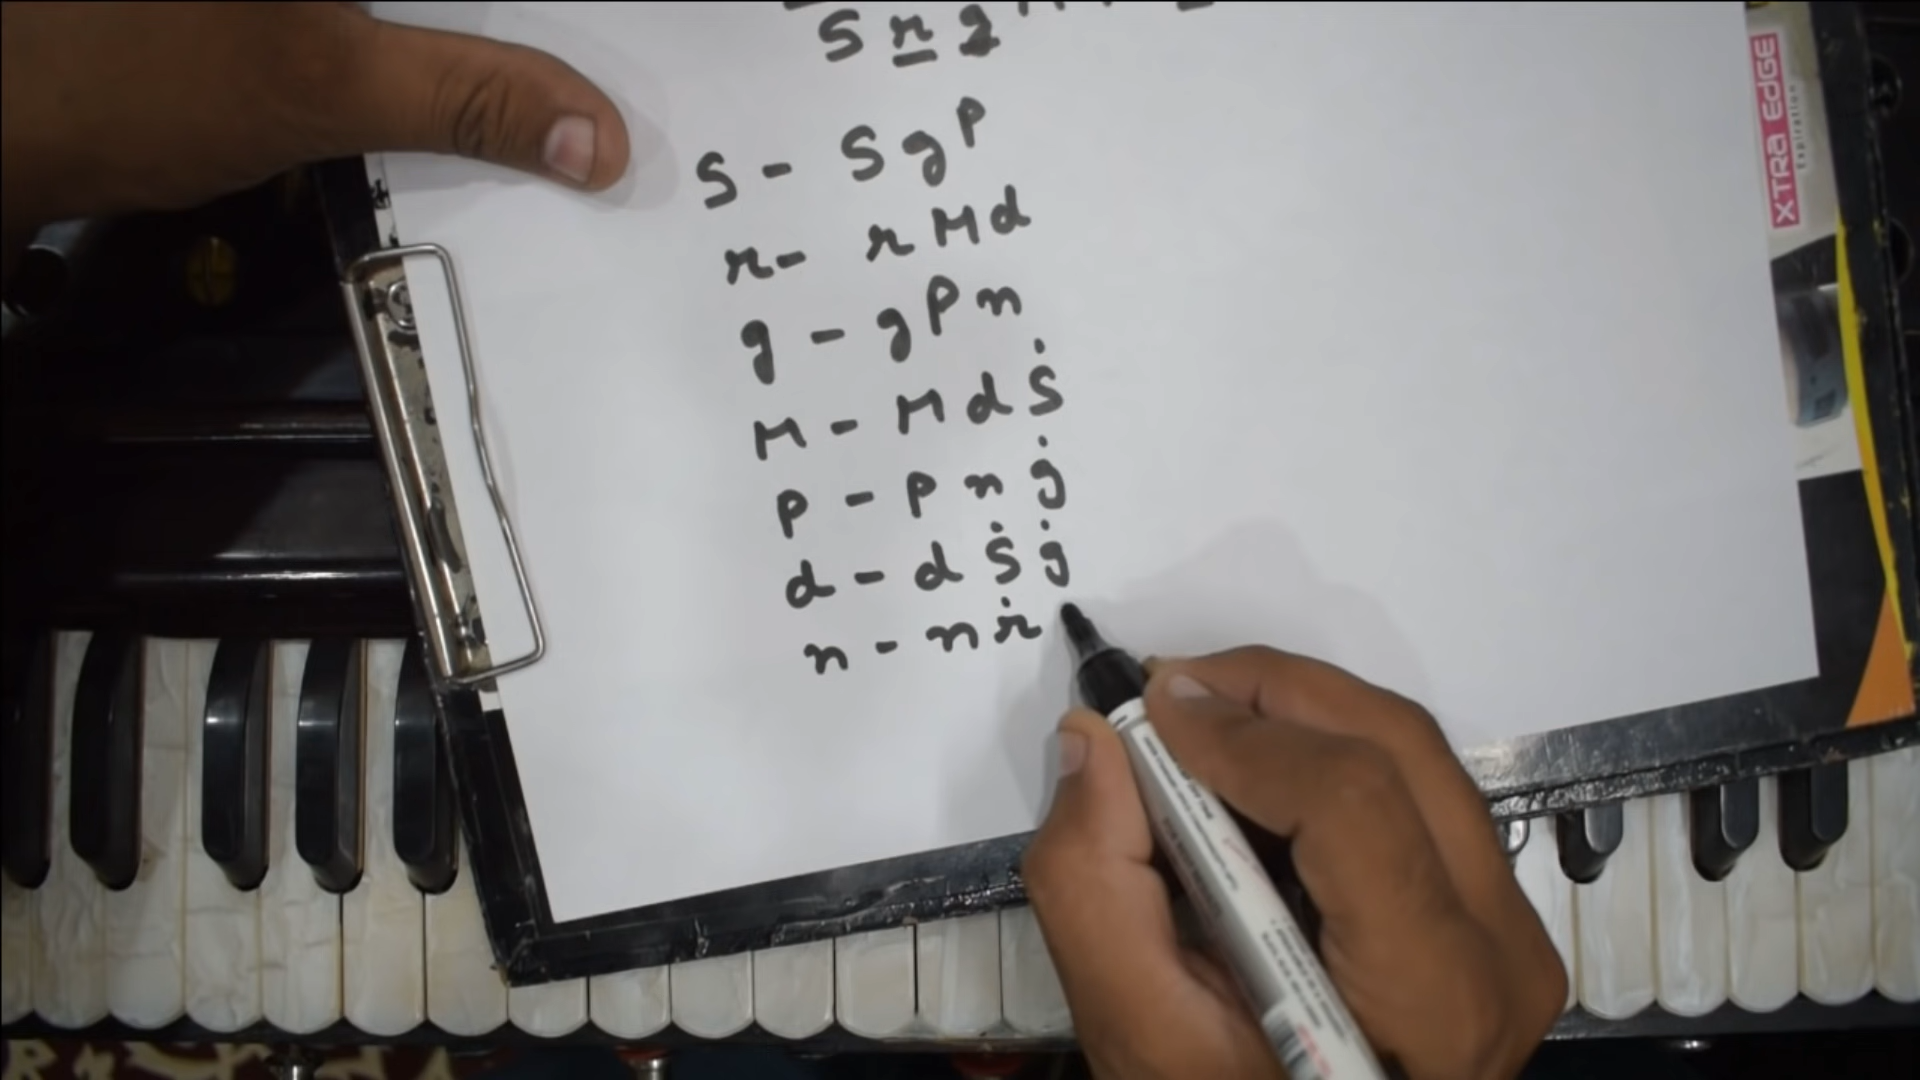 S r g
S - S g P
r - r M d
g - g P n
M - M d Ṡ
P - P n ġ
d - d Ṡ ġ
n - n ṙ
XTRA EDGE